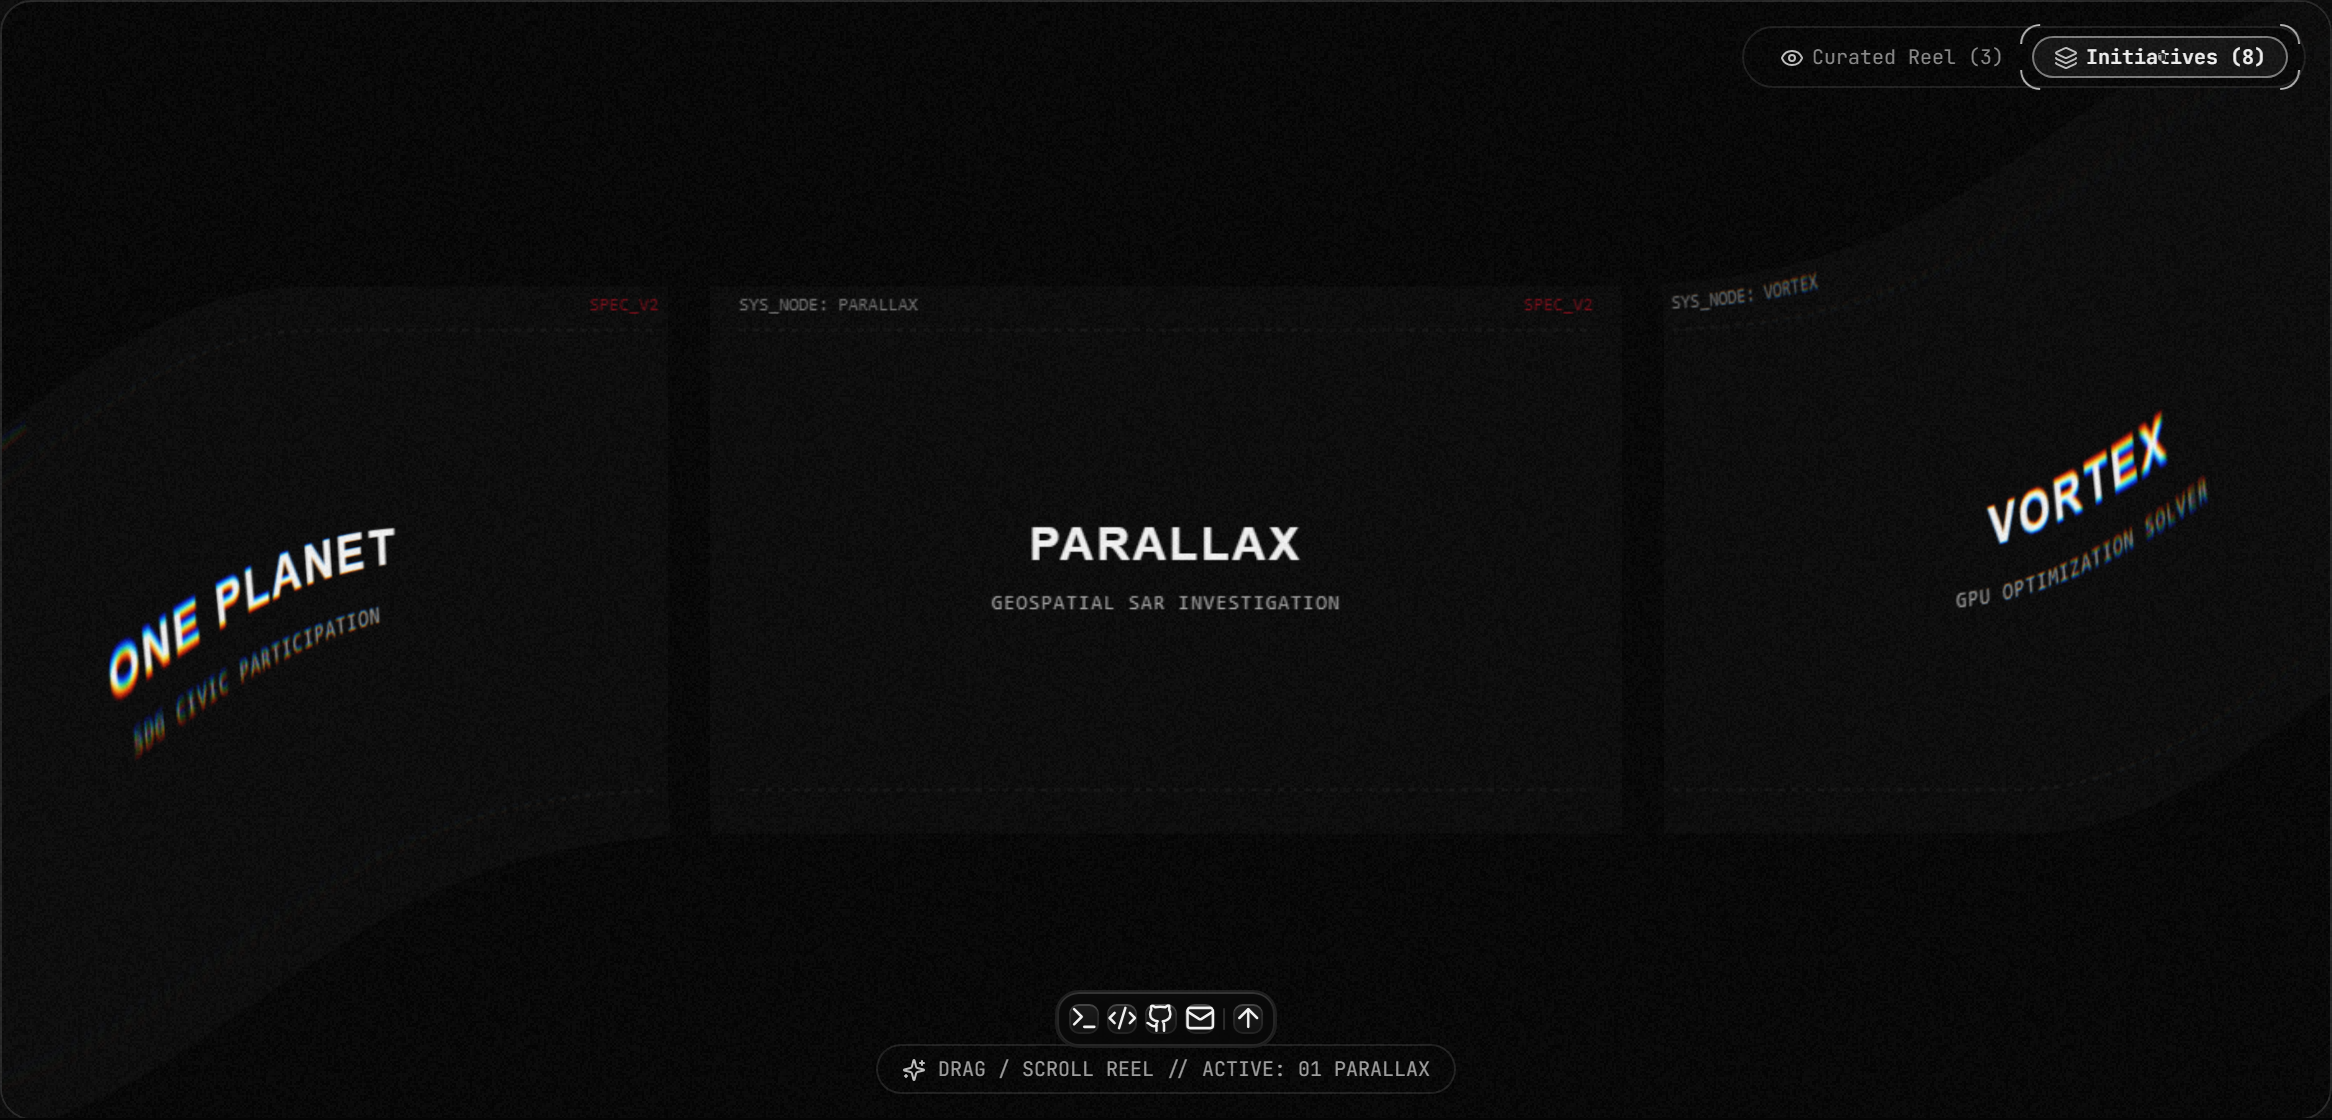 Curated Reel (3)
Initiatives (8)
SPEC_V2
ONE PLANET
SDG CIVIC PARTICIPATION
SYS_NODE: PARALLAX
SPEC_V2
PARALLAX
GEOSPATIAL SAR INVESTIGATION
SYS_NODE: VORTEX
VORTEX
GPU OPTIMIZATION SOLVER
DRAG / SCROLL REEL // ACTIVE: 01 PARALLAX